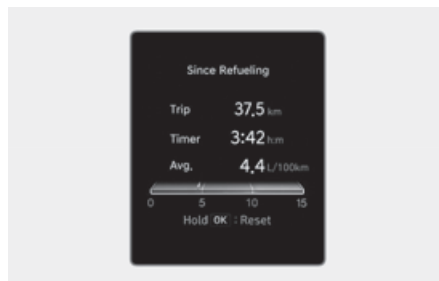 Since Refueling
Trip 37.5 km
Timer 3:42 h:m
Avg. 4.4 L/100km
0 5 10 15
Hold OK : Reset